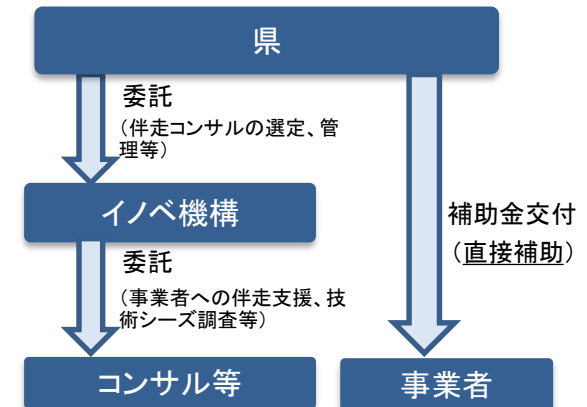 県
委託
（伴走コンサルの選定、管
理等）
イノベ機構
補助金交付
（直接補助）
委託
（事業者への伴走支援、技
術シーズ調査等）
コンサル等
事業者